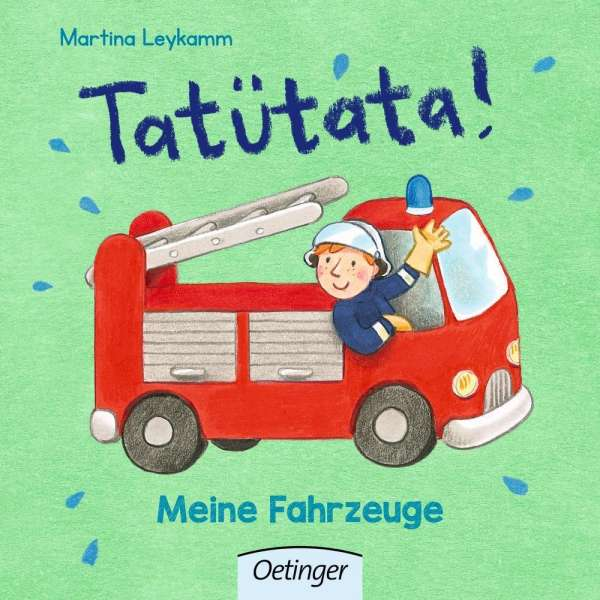 Martina Leykamm
Tatütata!
Meine Fahrzeuge
Oetinger